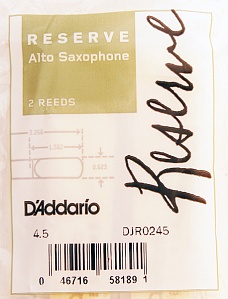 RESERVE
Alto Saxophone
2 REEDS
Reserve
D'Addario
4.5 DJR0245
0 46716 58189 1